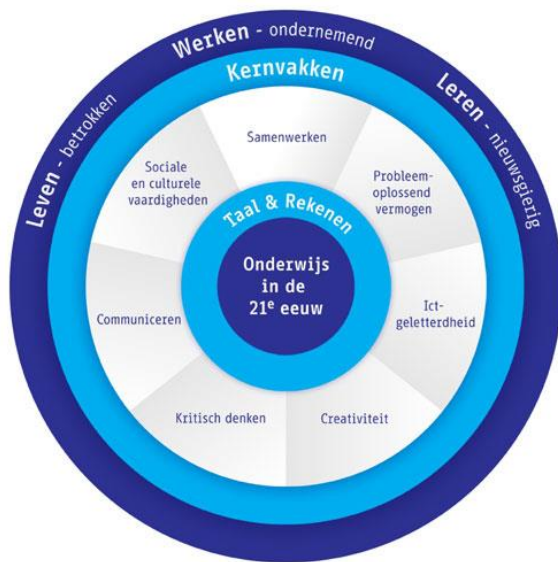 Leven - betrokken
Werken - ondernemend
Leren - nieuwsgierig
Kernvakken
Samenwerken
Probleem-
oplossend
vermogen
Ict-
geletterdheid
Creativiteit
Kritisch denken
Communiceren
Sociale
en culturele
vaardigheden
Taal & Rekenen
Onderwijs
in de
21e eeuw